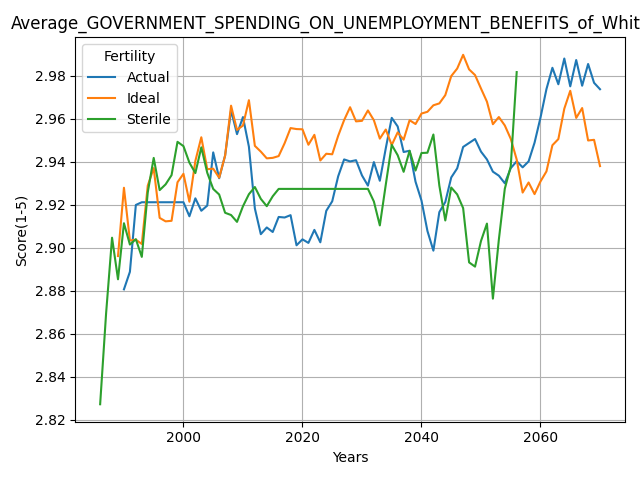 Average_GOVERNMENT_SPENDING_ON_UNEMPLOYMENT_BENEFITS_of_Whit
Fertility
Actual
Ideal
Sterile
Score(1-5)
2.98
2.96
2.94
2.92
2.90
2.88
2.86
2.84
2.82
2000 2020 2040 2060
Years